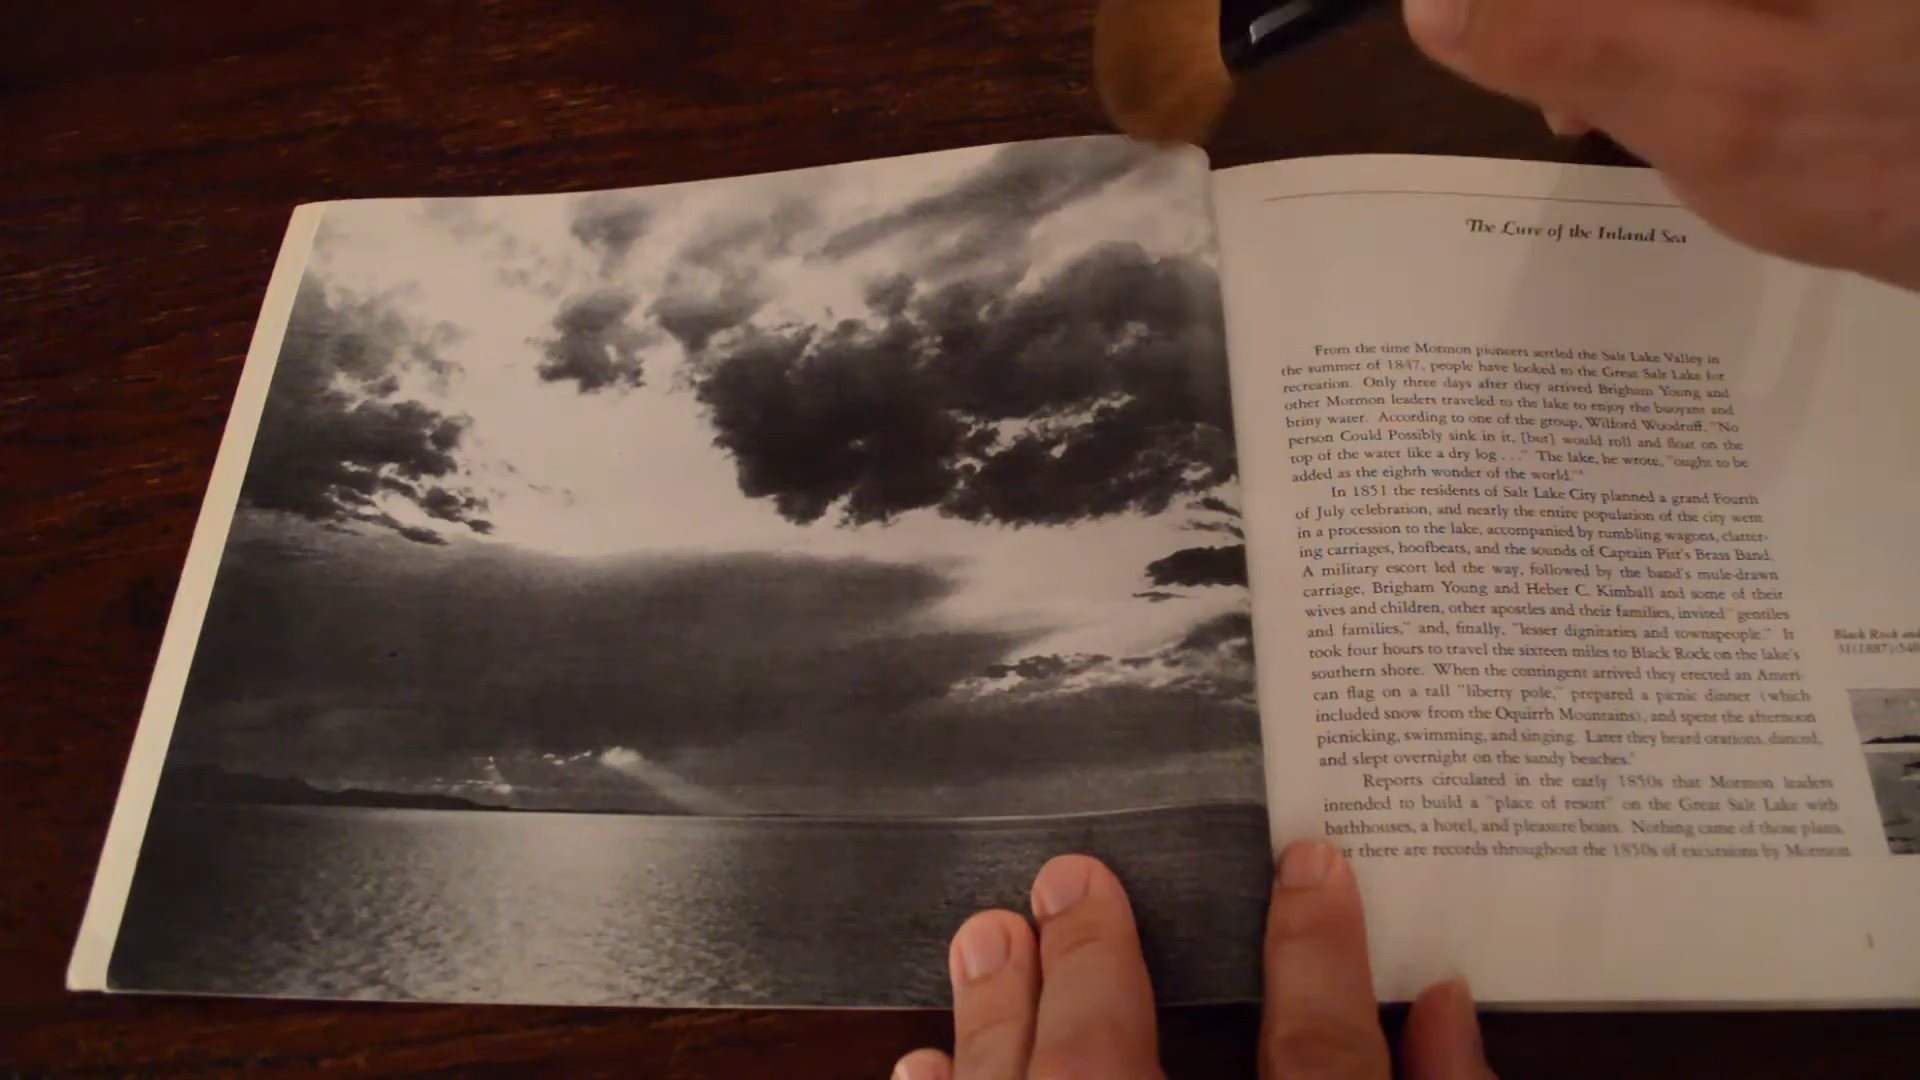 The Lure of the Inland Sea
From the time Mormon pioneers settled the Salt Lake Valley in
the summer of 1847, people have looked to the Great Salt Lake for
recreation. Only three days after they arrived Brigham Young and
other Mormon leaders traveled to the lake to enjoy the buoyant and
briny water. According to one of the group, Wilford Woodruff, "No
person Could Possibly sink in it, [but] would roll and float on the
top of the water like a dry log . . ." The lake, he wrote, "ought to be
added as the eighth wonder of the world."
In 1851 the residents of Salt Lake City planned a grand Fourth
of July celebration, and nearly the entire population of the city went
in a procession to the lake, accompanied by rumbling wagons, clatter-
ing carriages, hoofbeats, and the sounds of Captain Pitt's Brass Band.
A military escort led the way, followed by the band's mule-drawn
carriage, Brigham Young and Heber C. Kimball and some of their
wives and children, other apostles and their families, invited "gentiles
and families," and, finally, "lesser dignitaries and townspeople." It
took four hours to travel the sixteen miles to Black Rock on the lake's
southern shore. When the contingent arrived they erected an Ameri-
can flag on a tall "liberty pole," prepared a picnic dinner (which
included snow from the Oquirrh Mountains), and spent the afternoon
picnicking, swimming, and singing. Later they heard orations, danced,
and slept overnight on the sandy beaches.
Reports circulated in the early 1850s that Mormon leaders
intended to build a "place of resort" on the Great Salt Lake with
bathhouses, a hotel, and pleasure boats. Nothing came of those plans,
there are records throughout the 1850s of excursions by Mormon
Black Rock and